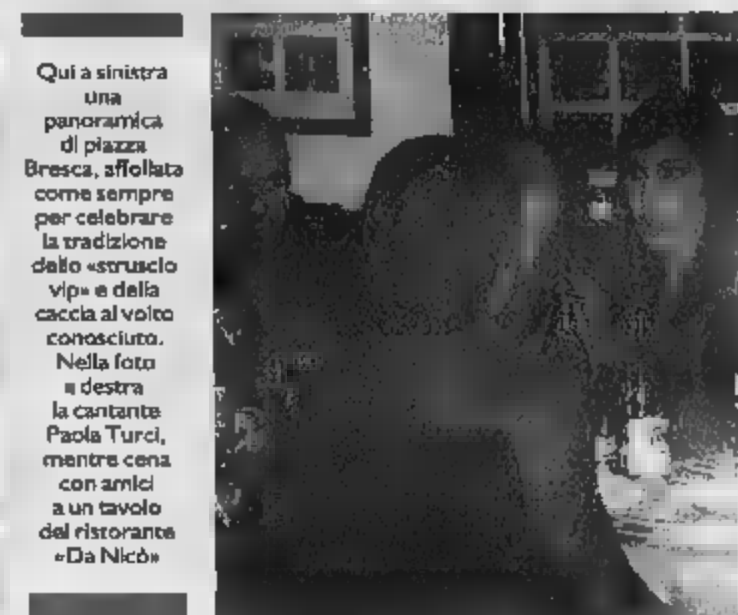 Qui a sinistra
una
panoramica
di piazza
Bresca, affollata
come sempre
per celebrare
la tradizione
dello «struscio
vip» e della
caccia al volto
conosciuto.
Nella foto
a destra
la cantante
Paola Turci,
mentre cena
con amici
a un tavolo
del ristorante
«Da Nicò»